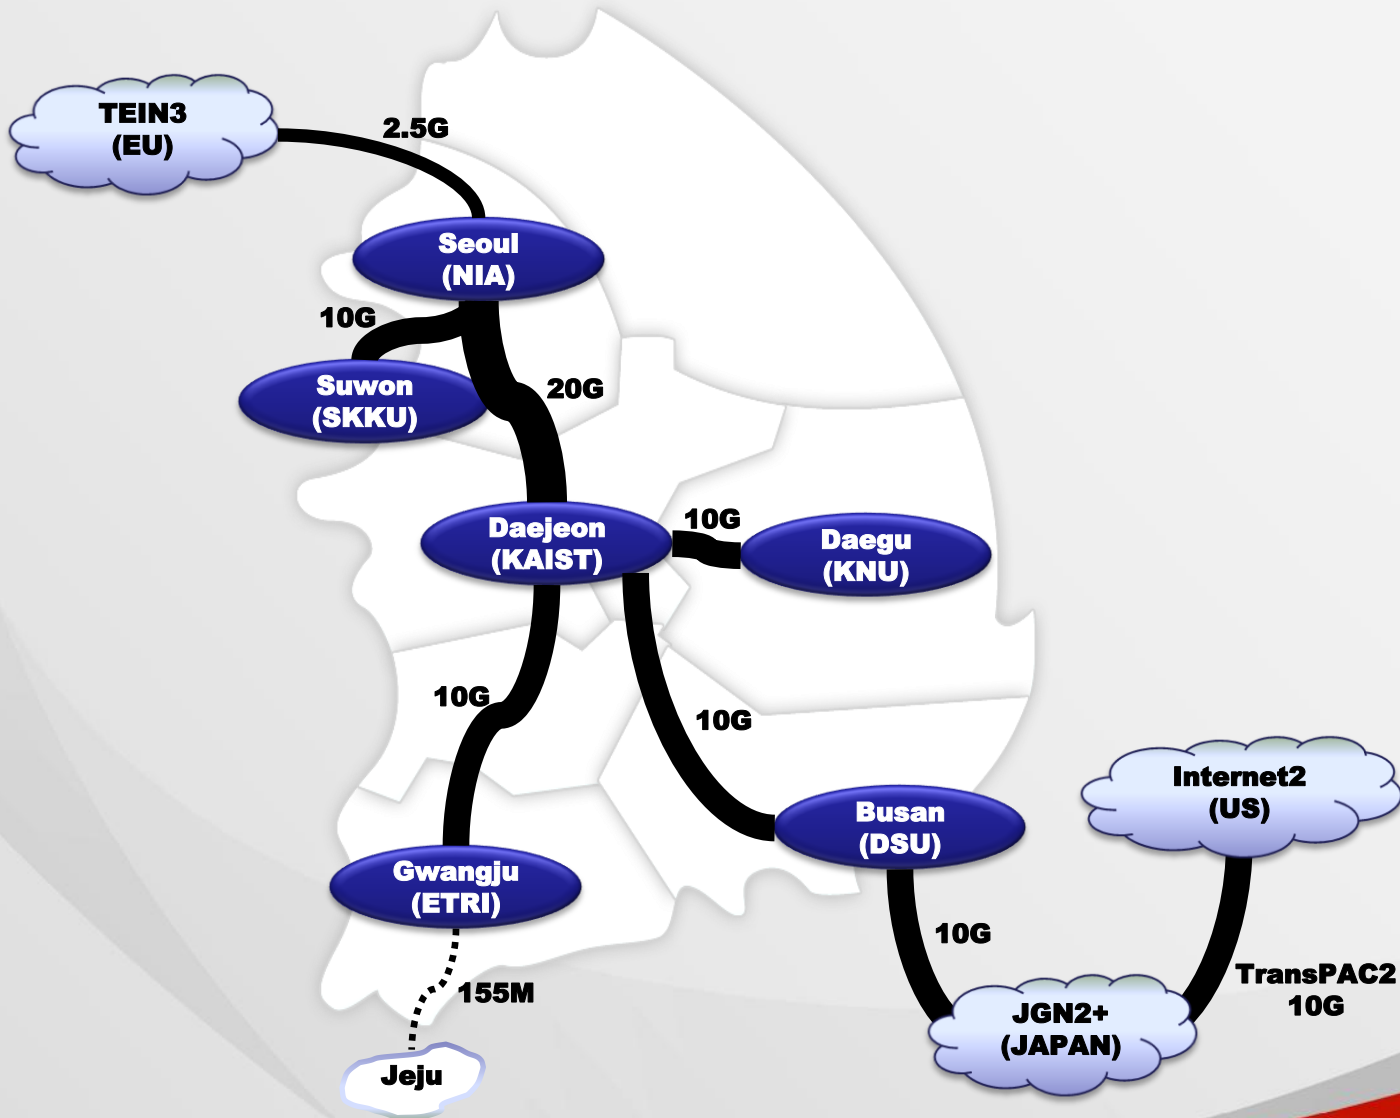 TEIN3
(EU)
2.5G
Seoul
(NIA)
10G
Suwon
(SKKU)
20G
Daejeon
(KAIST)
10G
Daegu
(KNU)
10G
10G
Busan
(DSU)
Internet2
(US)
Gwangju
(ETRI)
10G
155M
TransPAC2
10G
JGN2+
(JAPAN)
Jeju